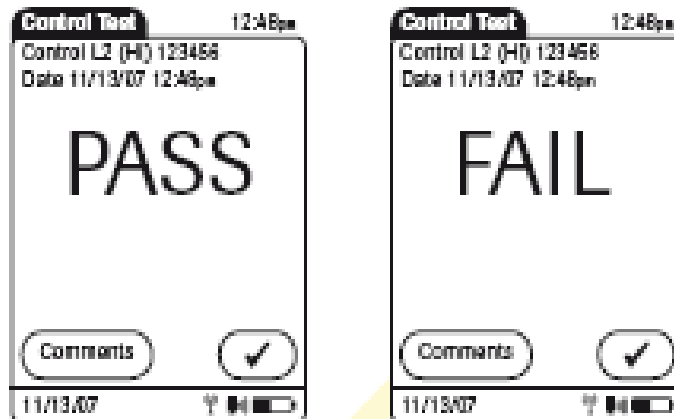 Control Test 12:48pm
Control L2 (HI) 123456
Date 11/13/07 12:48pm
PASS
Comments
11/13/07
Control Test 12:48pm
Control L2 (HI) 123456
Date 11/13/07 12:48pm
FAIL
Comments
11/13/07